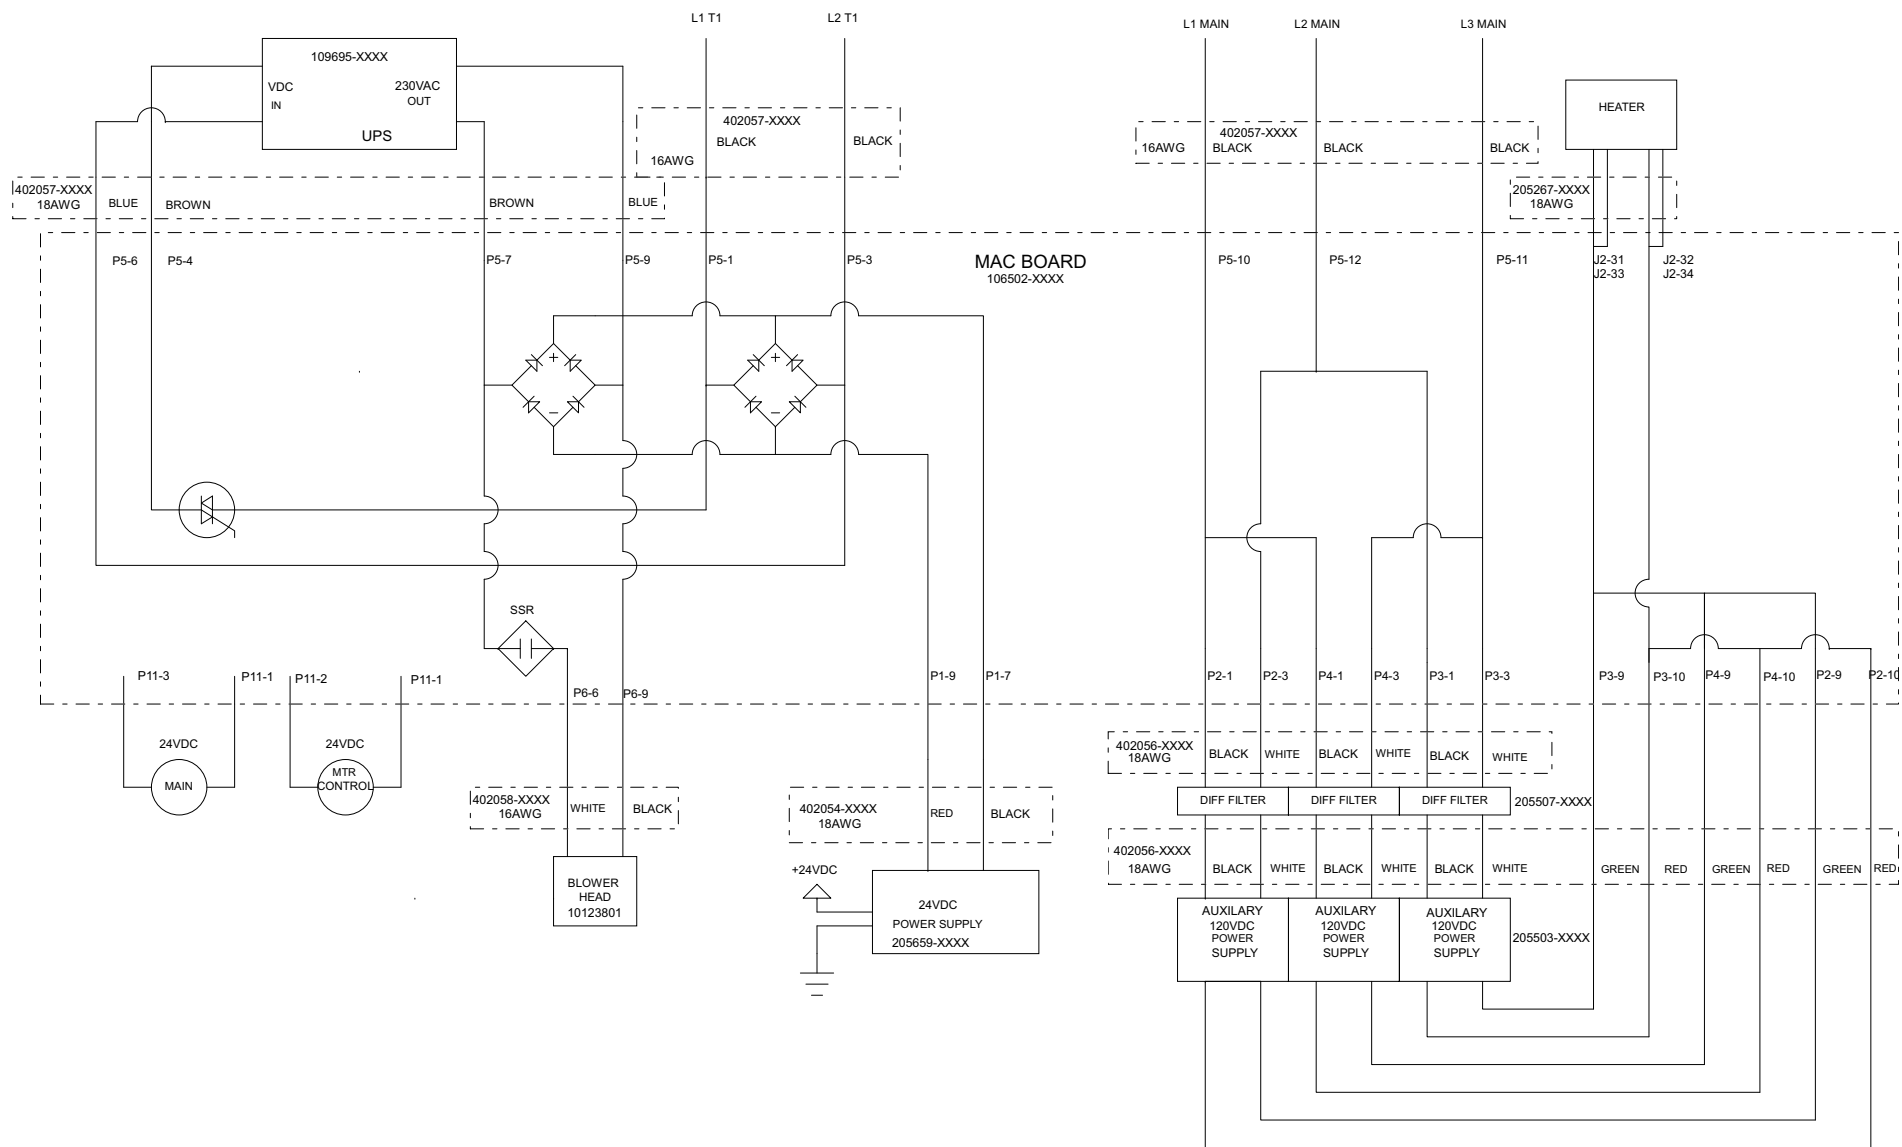 L1 T1
L2 T1
L1 MAIN
L2 MAIN
L3 MAIN
109695-XXXX
VDC
IN
230VAC
OUT
UPS
402057-XXXX
BLACK
BLACK
16AWG
402057-XXXX
16AWG
BLACK
BLACK
BLACK
HEATER
402057-XXXX
18AWG
BLUE
BROWN
BROWN
BLUE
205267-XXXX
18AWG
P5-6
P5-4
P5-7
P5-9
P5-1
P5-3
MAC BOARD
106502-XXXX
P5-10
P5-12
P5-11
J2-31
J2-33
J2-32
J2-34
+
+
−
−
SSR
P11-3
P11-1
P11-2
P11-1
P6-6
P6-9
P1-9
P1-7
P2-1
P2-3
P4-1
P4-3
P3-1
P3-3
P3-9
P3-10
P4-9
P4-10
P2-9
P2-10
24VDC
MAIN
24VDC
MTR
CONTROL
402058-XXXX
16AWG
WHITE
BLACK
402054-XXXX
18AWG
RED
BLACK
402056-XXXX
18AWG
BLACK
WHITE
BLACK
WHITE
BLACK
WHITE
DIFF FILTER
DIFF FILTER
DIFF FILTER
205507-XXXX
402056-XXXX
18AWG
BLACK
WHITE
BLACK
WHITE
BLACK
WHITE
GREEN
RED
GREEN
RED
GREEN
RED
BLOWER
HEAD
10123801
+24VDC
24VDC
POWER SUPPLY
205659-XXXX
AUXILARY
120VDC
POWER
SUPPLY
AUXILARY
120VDC
POWER
SUPPLY
AUXILARY
120VDC
POWER
SUPPLY
205503-XXXX